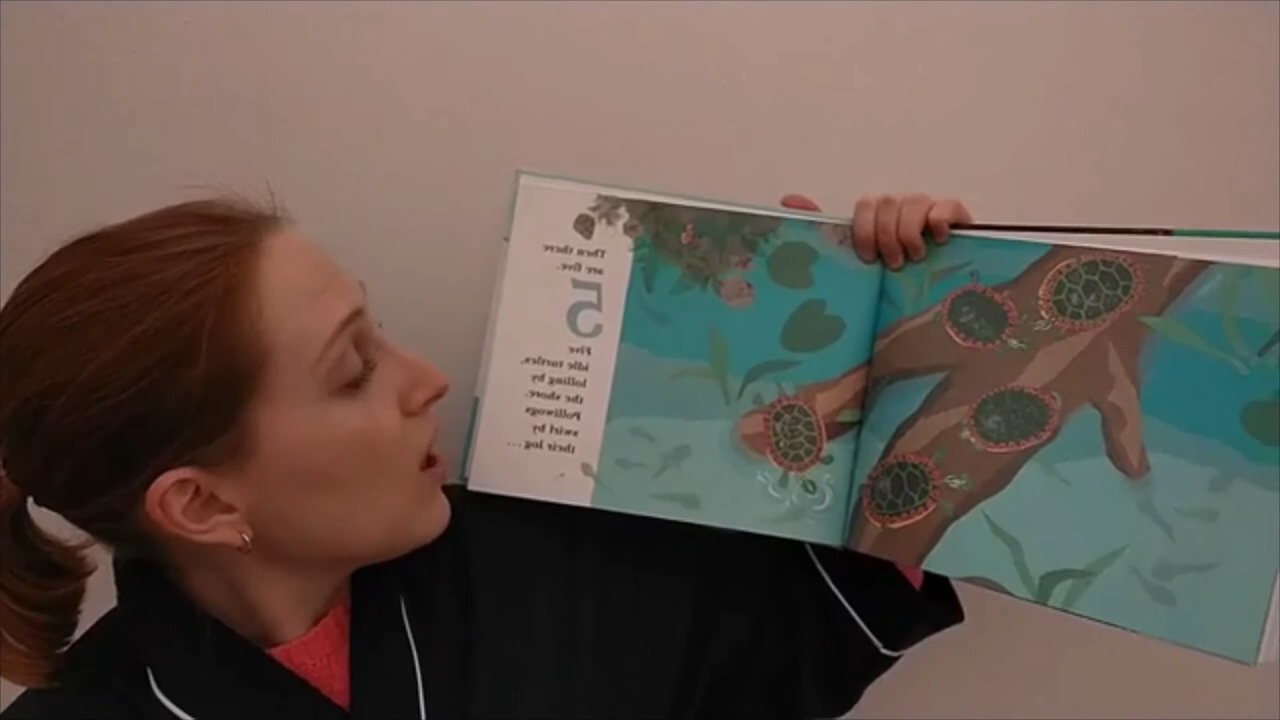 Then there
are five.
5
Five
idle turtles,
lolling by
the shore.
Polliwogs
swirl by
their log ...